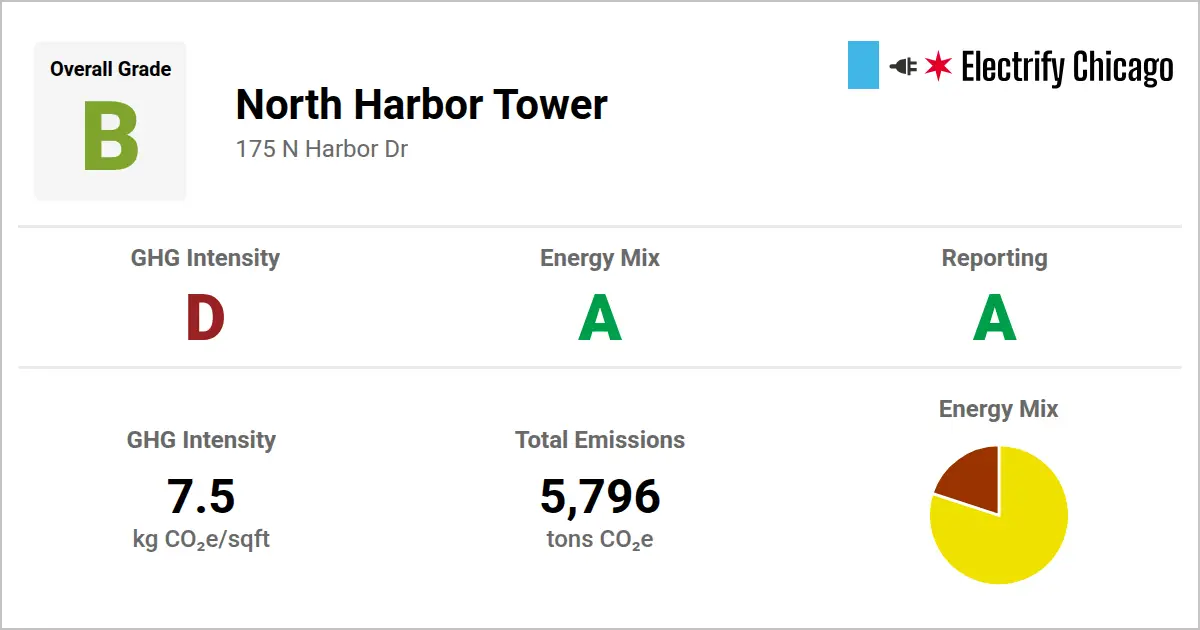 Overall Grade
B
North Harbor Tower
175 N Harbor Dr
Electrify Chicago
GHG Intensity
D
Energy Mix
A
Reporting
A
GHG Intensity
7.5
kg CO₂e/sqft
Total Emissions
5,796
tons CO₂e
Energy Mix